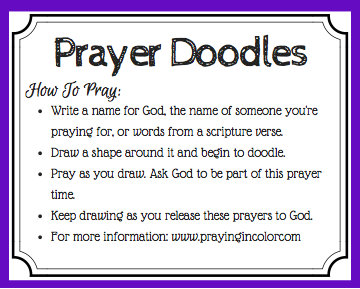 Prayer Doodles
How To Pray:
• Write a name for God, the name of someone you're
praying for, or words from a scripture verse.
• Draw a shape around it and begin to doodle.
• Pray as you draw. Ask God to be part of this prayer
time.
• Keep drawing as you release these prayers to God.
• For more information: www.prayingincolor.com